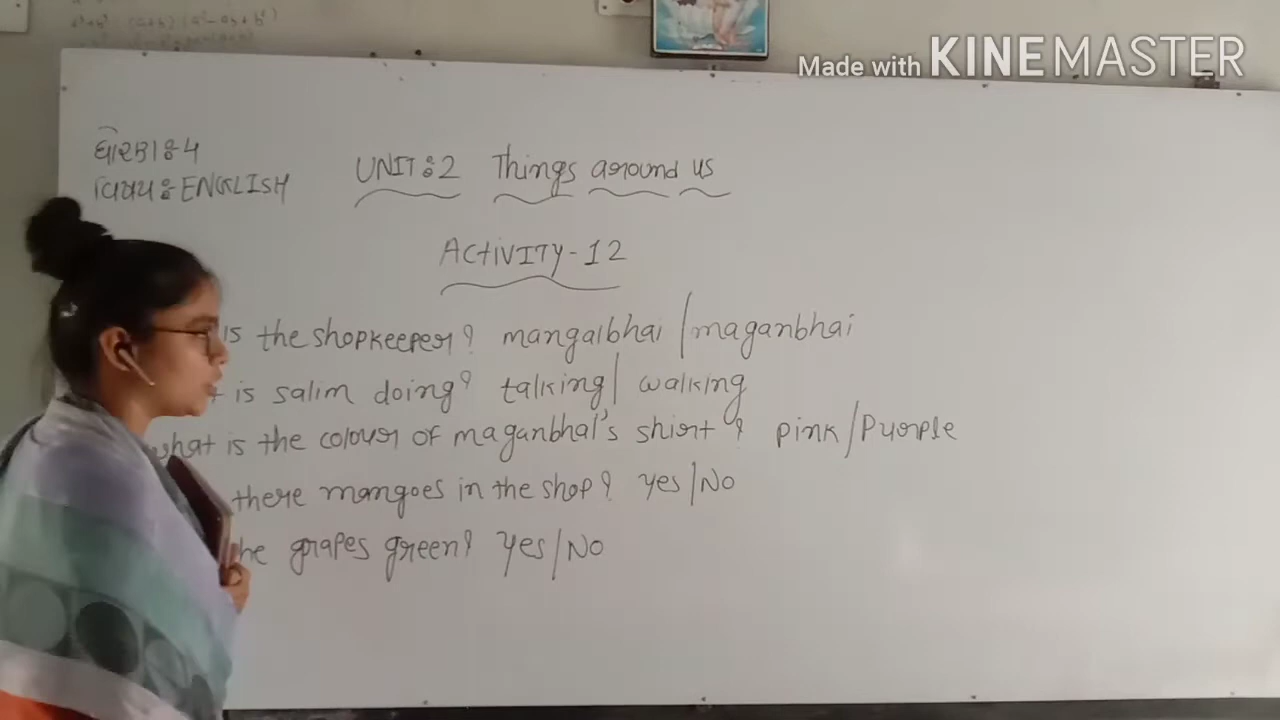 Made with KINEMASTER
ધોરણઃ4
વિષયઃENGLISH
UNIT:2 Things around us
ACTIVITY-12
is the shopkeeper? mangalbhai/maganbhai
is salim doing? talking/walking
what is the colour of maganbhai's shirt? pink/Purple
there mangoes in the shop? yes/No
grapes green? yes/No